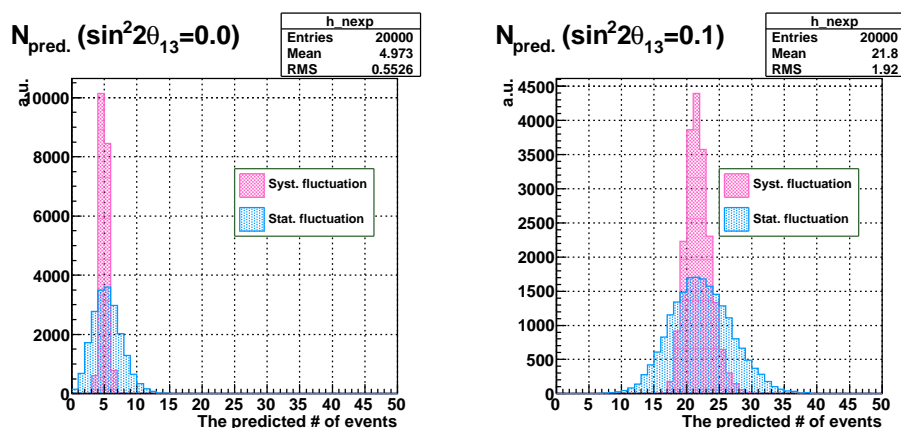 N_pred. (sin²2θ₁₃=0.0)
h_nexp
Entries 20000
Mean 4.973
RMS 0.5526
a.u.
10000
8000
6000
4000
2000
0
Syst. fluctuation
Stat. fluctuation
0 5 10 15 20 25 30 35 40 45 50
The predicted # of events
N_pred. (sin²2θ₁₃=0.1)
h_nexp
Entries 20000
Mean 21.8
RMS 1.92
a.u.
4500
4000
3500
3000
2500
2000
1500
1000
500
0
Syst. fluctuation
Stat. fluctuation
0 5 10 15 20 25 30 35 40 45 50
The predicted # of events